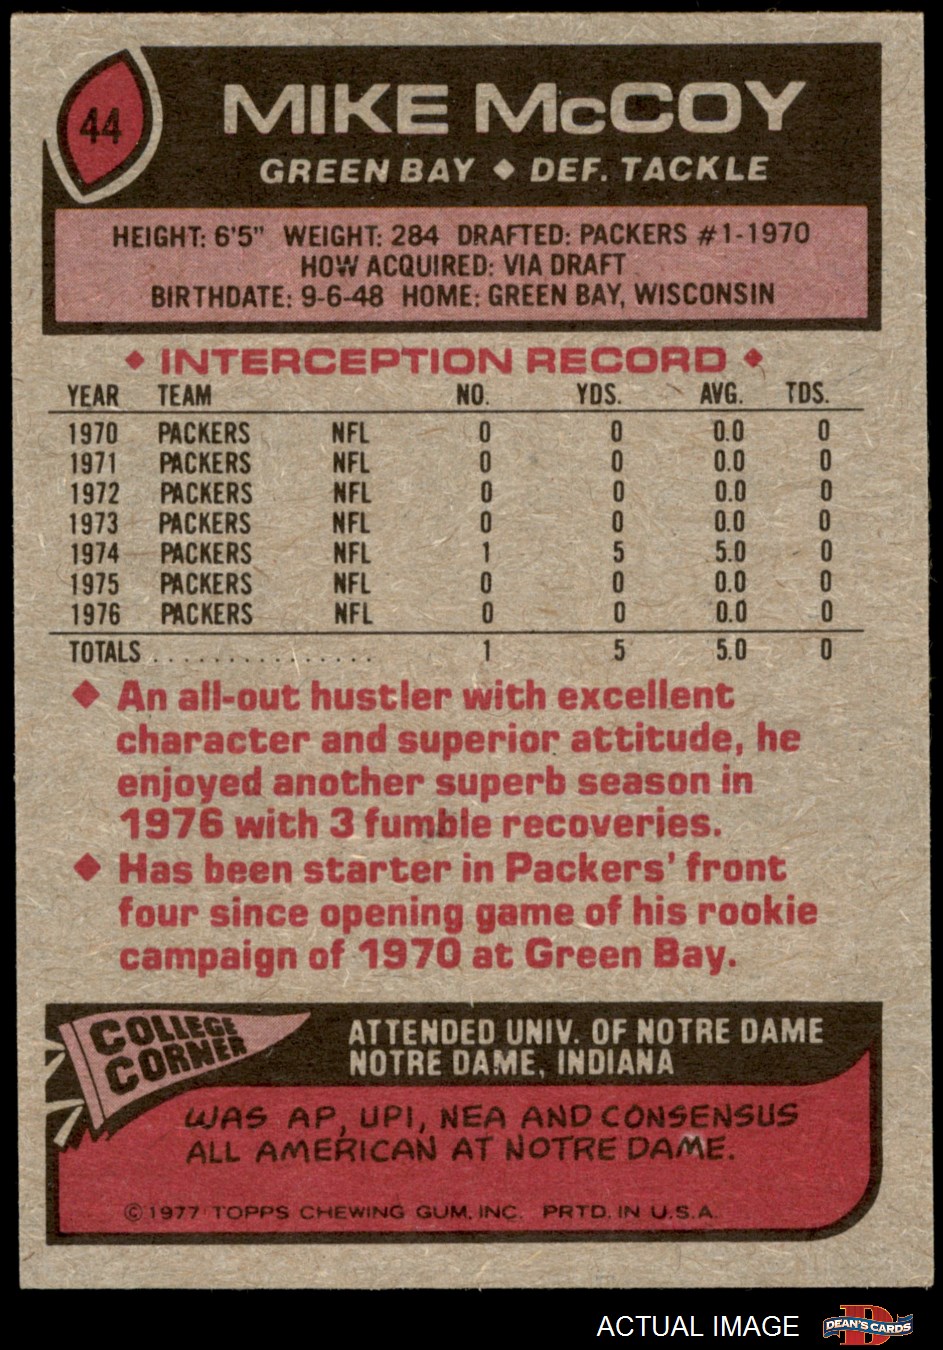 44
MIKE McCOY
GREEN BAY ♦ DEF. TACKLE
HEIGHT: 6'5" WEIGHT: 284 DRAFTED: PACKERS #1-1970
HOW ACQUIRED: VIA DRAFT
BIRTHDATE: 9-6-48 HOME: GREEN BAY, WISCONSIN
♦ INTERCEPTION RECORD ♦
YEAR TEAM NO. YDS. AVG. TDS.
1970 PACKERS NFL 0 0 0.0 0
1971 PACKERS NFL 0 0 0.0 0
1972 PACKERS NFL 0 0 0.0 0
1973 PACKERS NFL 0 0 0.0 0
1974 PACKERS NFL 1 5 5.0 0
1975 PACKERS NFL 0 0 0.0 0
1976 PACKERS NFL 0 0 0.0 0
TOTALS . . . . . . . . . . . . . . . 1 5 5.0 0
♦ An all-out hustler with excellent
character and superior attitude, he
enjoyed another superb season in
1976 with 3 fumble recoveries.
♦ Has been starter in Packers' front
four since opening game of his rookie
campaign of 1970 at Green Bay.
COLLEGE
CORNER
ATTENDED UNIV. OF NOTRE DAME
NOTRE DAME, INDIANA
WAS AP, UPI, NEA AND CONSENSUS
ALL AMERICAN AT NOTRE DAME.
©1977 TOPPS CHEWING GUM, INC. PRTD. IN U.S.A.
ACTUAL IMAGE
D
DEAN'S CARDS